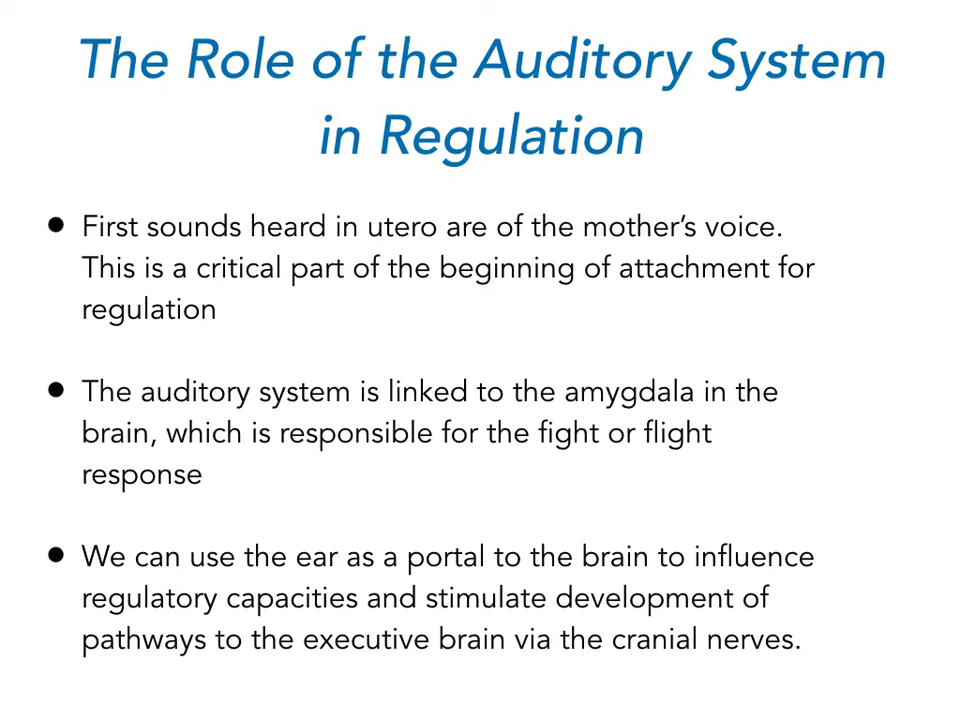 The Role of the Auditory System
in Regulation
● First sounds heard in utero are of the mother’s voice.
This is a critical part of the beginning of attachment for
regulation
● The auditory system is linked to the amygdala in the
brain, which is responsible for the fight or flight
response
● We can use the ear as a portal to the brain to influence
regulatory capacities and stimulate development of
pathways to the executive brain via the cranial nerves.